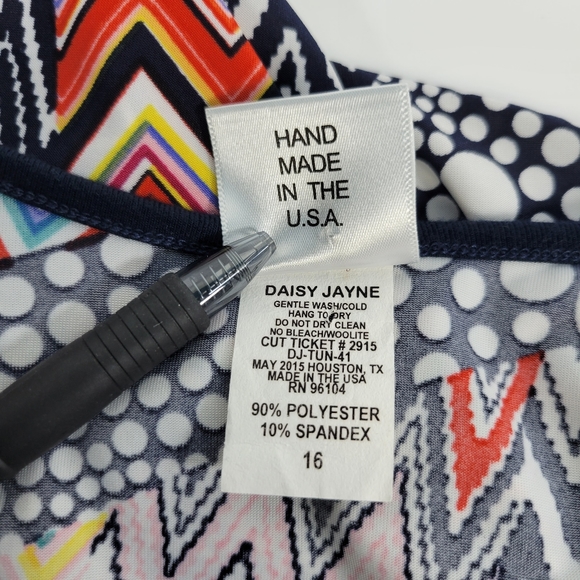 HAND
MADE
IN THE
U.S.A.
DAISY JAYNE
GENTLE WASH/COLD
HANG TO DRY
DO NOT DRY CLEAN
NO BLEACH/WOOLITE
CUT TICKET # 2915
DJ-TUN-41
MAY 2015 HOUSTON, TX
MADE IN THE USA
RN 96104
90% POLYESTER
10% SPANDEX
16